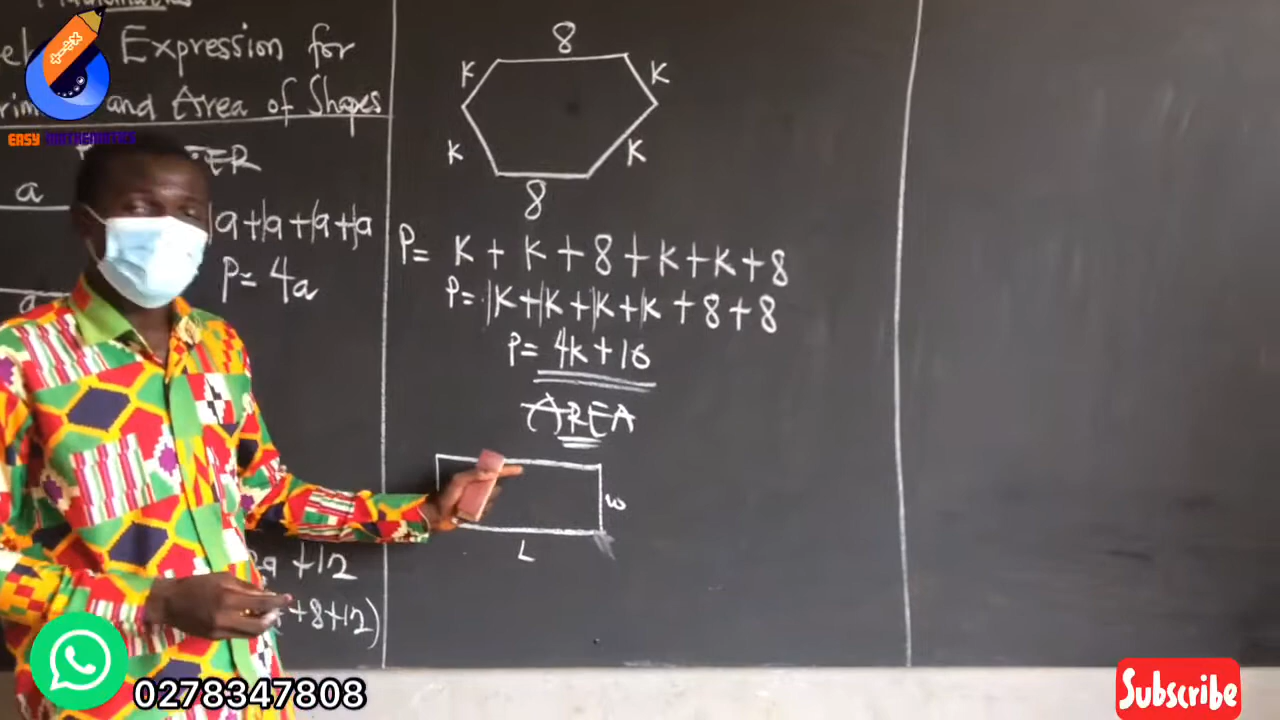 Mathematics
Expression for
and Area of Shapes
EASY MATHEMATICS
a
a+a+a+a
P= 4a
a
+12
+8+12)
8
K K
K K
8
P= K + K + 8 + K + K + 8
P= K + K + K + K + 8 + 8
P= 4K + 16
AREA
w
L
0278347808
Subscribe